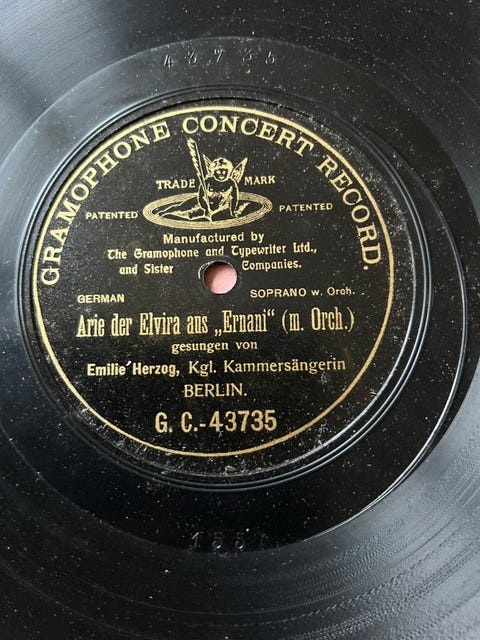 43735
GRAMOPHONE CONCERT RECORD.
TRADE MARK
PATENTED PATENTED
Manufactured by
The Gramophone and Typewriter Ltd.,
and Sister Companies.
GERMAN SOPRANO w. Orch.
Arie der Elvira aus „Ernani“ (m. Orch.)
gesungen von
Emilie Herzog, Kgl. Kammersängerin
BERLIN.
G. C.-43735